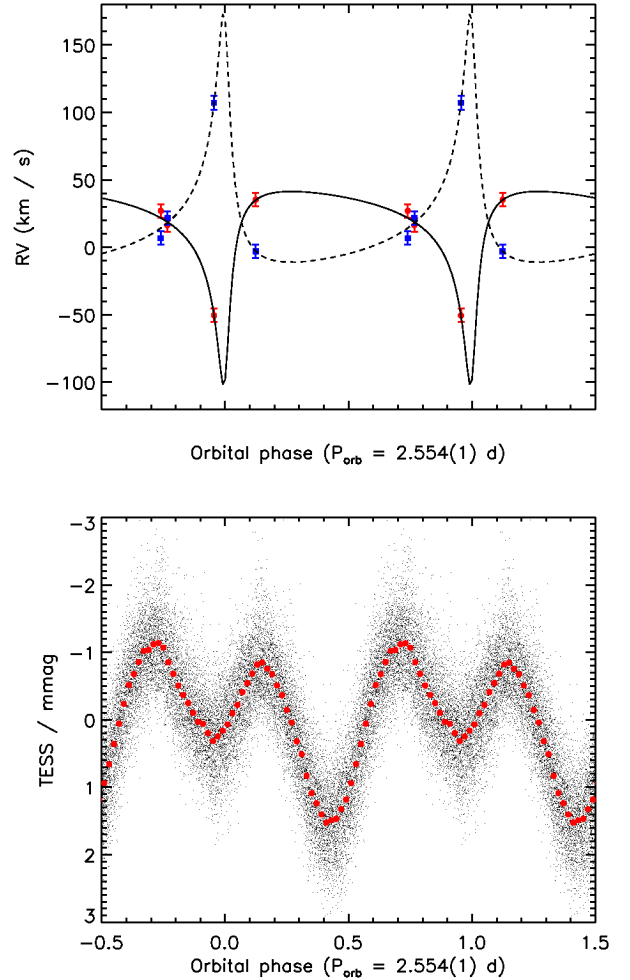 150
100
50
0
−50
−100
RV (km / s)
Orbital phase (Porb = 2.554(1) d)
−3
−2
−1
0
1
2
3
TESS / mmag
−0.5 0.0 0.5 1.0 1.5
Orbital phase (Porb = 2.554(1) d)